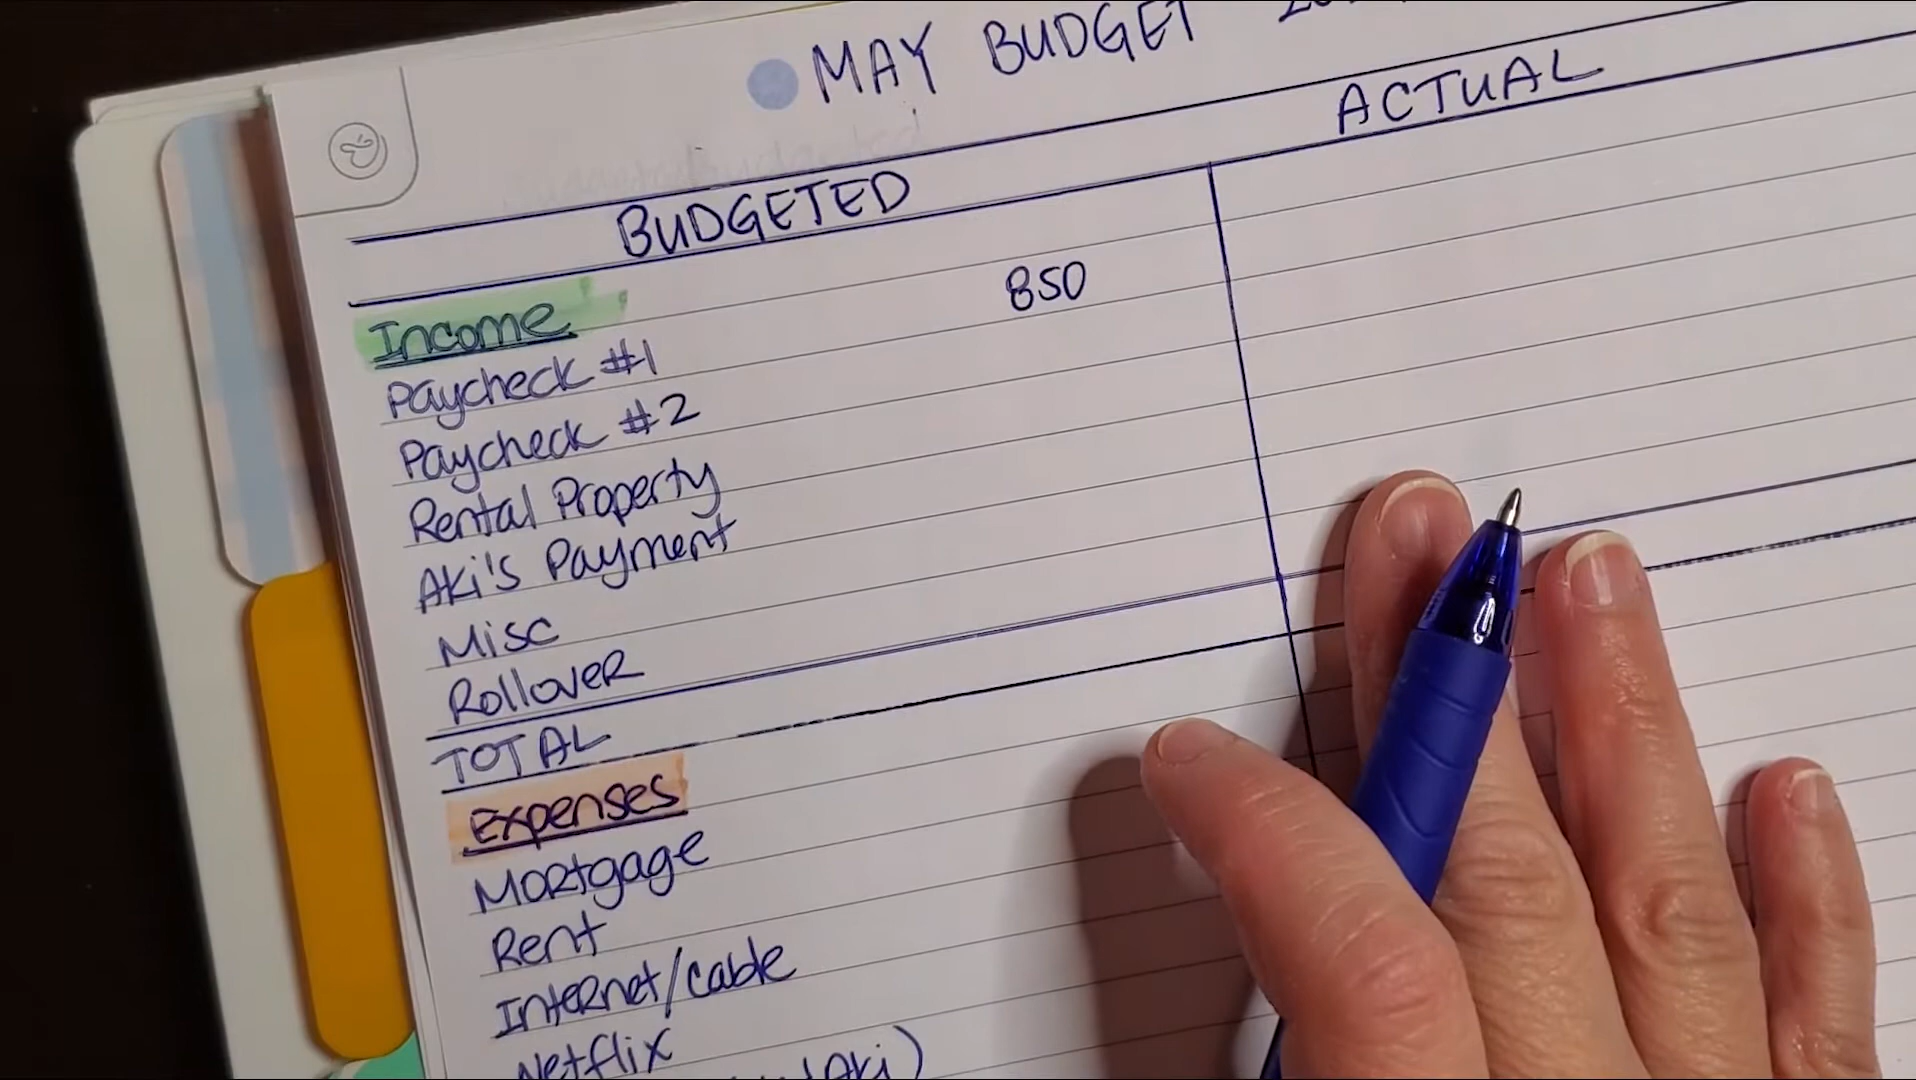 MAY BUDGET
BUDGETED ACTUAL
Income
Paycheck #1 850
Paycheck #2
Rental Property
Aki's Payment
Misc
Rollover
TOTAL
Expenses
Mortgage
Rent
Internet/cable
Netflix
Aki)